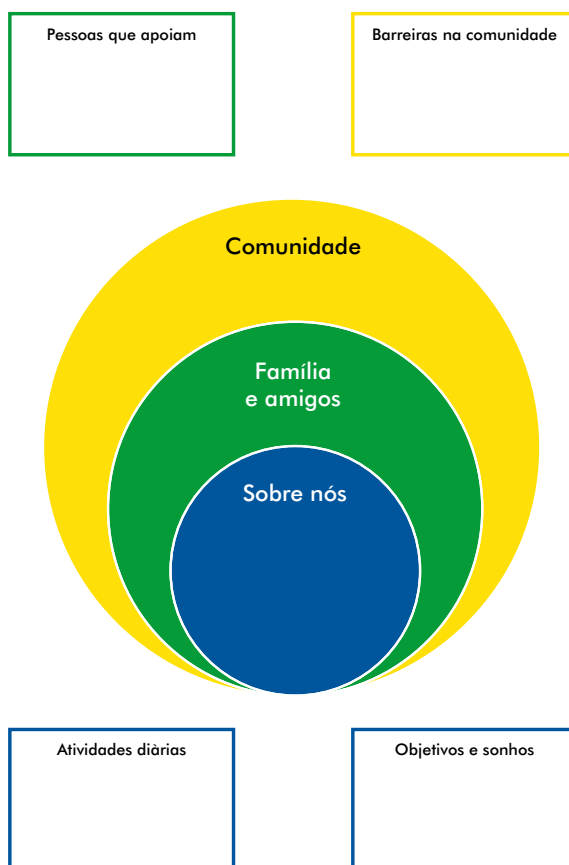 Pessoas que apoiam
Barreiras na comunidade
Comunidade
Família
e amigos
Sobre nós
Atividades diàrias
Objetivos e sonhos